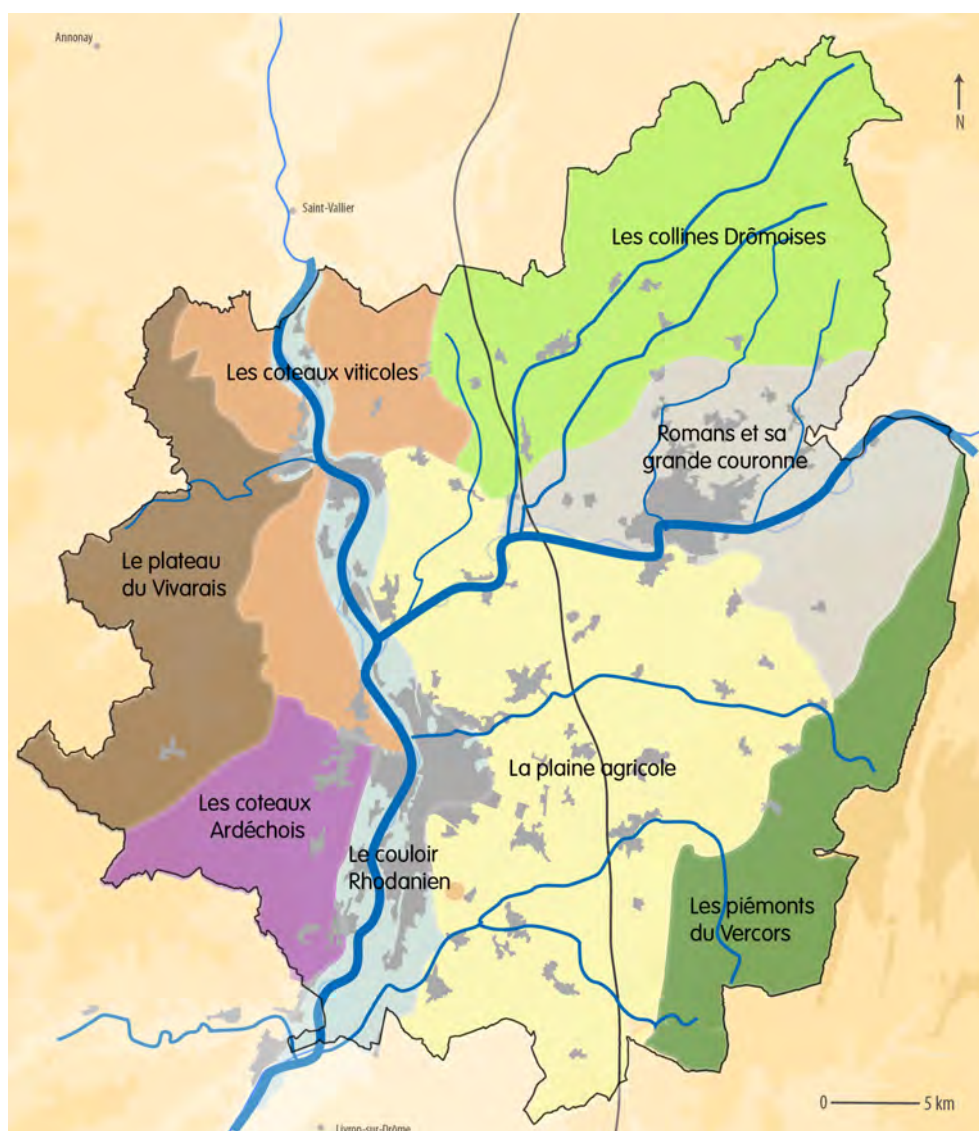 Annonay
N
Saint-Vallier
Les collines Drômoises
Les coteaux viticoles
Romans et sa
grande couronne
Le plateau
du Vivarais
La plaine agricole
Les coteaux
Ardéchois
Le couloir
Rhodanien
Les piémonts
du Vercors
0 5 km
Livron-sur-Drôme